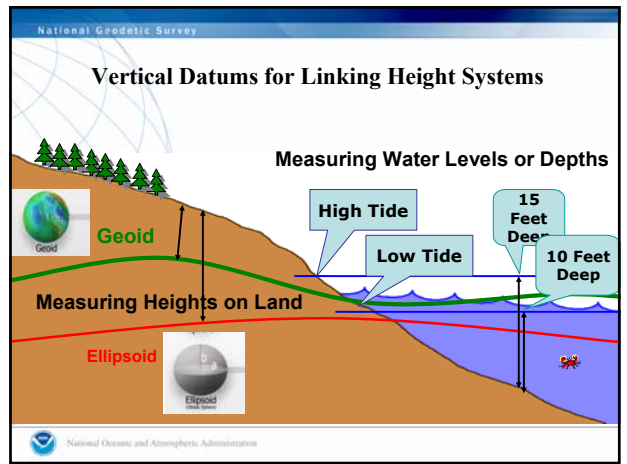 National Geodetic Survey
Vertical Datums for Linking Height Systems
Measuring Water Levels or Depths
High Tide
15
Feet
Deep
Low Tide
10 Feet
Deep
Geoid
Geoid
Measuring Heights on Land
Ellipsoid
b
a
Ellipsoid
National Oceanic and Atmospheric Administration